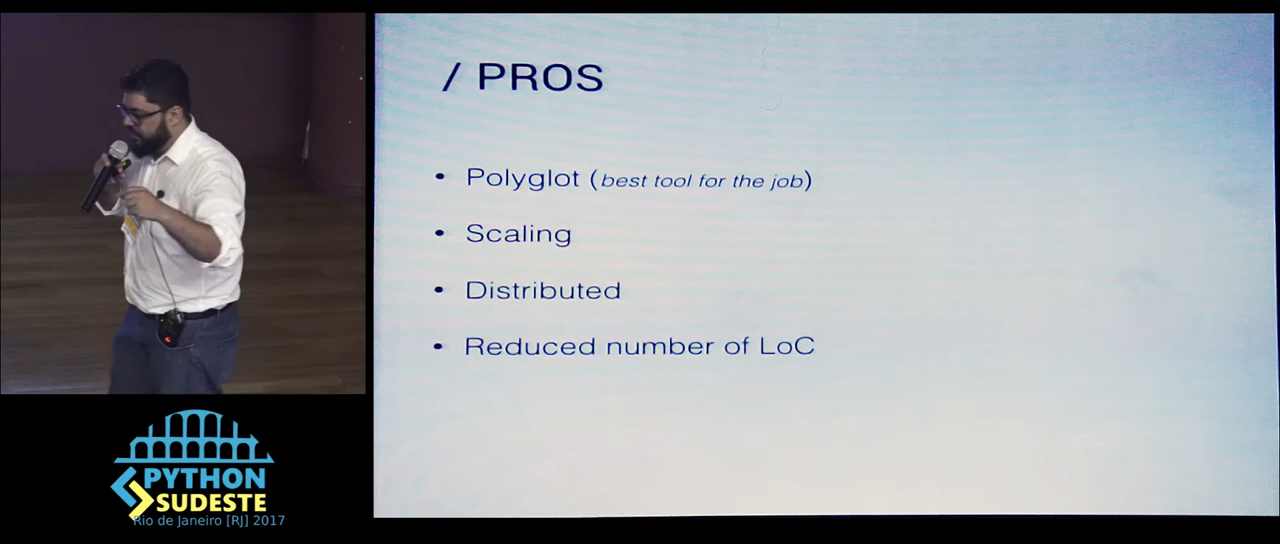 / PROS
• Polyglot (best tool for the job)
• Scaling
• Distributed
• Reduced number of LoC
PYTHON
SUDESTE
Rio de Janeiro [RJ] 2017